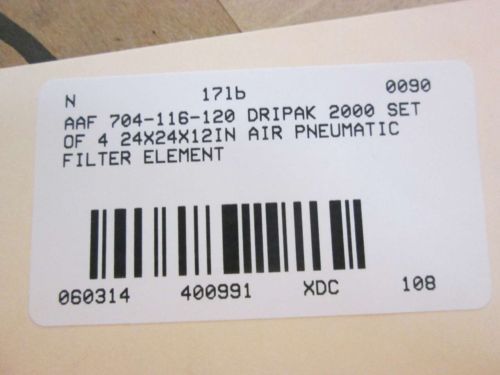 N 17lb 0090
AAF 704-116-120 DRIPAK 2000 SET
OF 4 24X24X12IN AIR PNEUMATIC
FILTER ELEMENT
060314 400991 XDC 108